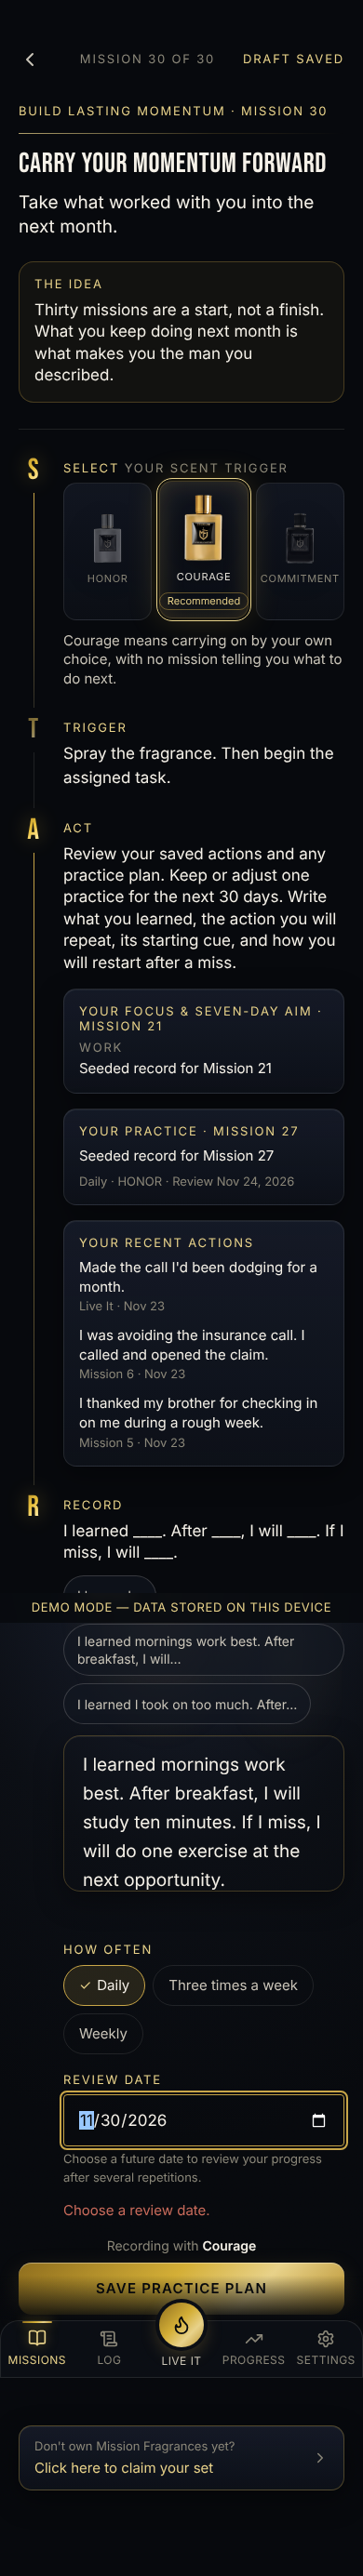 MISSION 30 OF 30
DRAFT SAVED
BUILD LASTING MOMENTUM · MISSION 30
CARRY YOUR MOMENTUM FORWARD
Take what worked with you into the
next month.
THE IDEA
Thirty missions are a start, not a finish.
What you keep doing next month is
what makes you the man you
described.
S
SELECT YOUR SCENT TRIGGER
HONOR
COURAGE
Recommended
COMMITMENT
Courage means carrying on by your own
choice, with no mission telling you what to
do next.
T
TRIGGER
Spray the fragrance. Then begin the
assigned task.
A
ACT
Review your saved actions and any
practice plan. Keep or adjust one
practice for the next 30 days. Write
what you learned, the action you will
repeat, its starting cue, and how you
will restart after a miss.
YOUR FOCUS & SEVEN-DAY AIM ·
MISSION 21
WORK
Seeded record for Mission 21
YOUR PRACTICE · MISSION 27
Seeded record for Mission 27
Daily · HONOR · Review Nov 24, 2026
YOUR RECENT ACTIONS
Made the call I'd been dodging for a
month.
Live It · Nov 23
I was avoiding the insurance call. I
called and opened the claim.
Mission 6 · Nov 23
I thanked my brother for checking in
on me during a rough week.
Mission 5 · Nov 23
R
RECORD
I learned ____. After ____, I will ____. If I
miss, I will ____.
DEMO MODE — DATA STORED ON THIS DEVICE
I learned mornings work best. After
breakfast, I will...
I learned I took on too much. After...
I learned mornings work
best. After breakfast, I will
study ten minutes. If I miss, I
will do one exercise at the
next opportunity.
HOW OFTEN
✓ Daily
Three times a week
Weekly
REVIEW DATE
11/30/2026
Choose a future date to review your progress
after several repetitions.
Choose a review date.
Recording with Courage
SAVE PRACTICE PLAN
MISSIONS
LOG
LIVE IT
PROGRESS
SETTINGS
Don't own Mission Fragrances yet?
Click here to claim your set